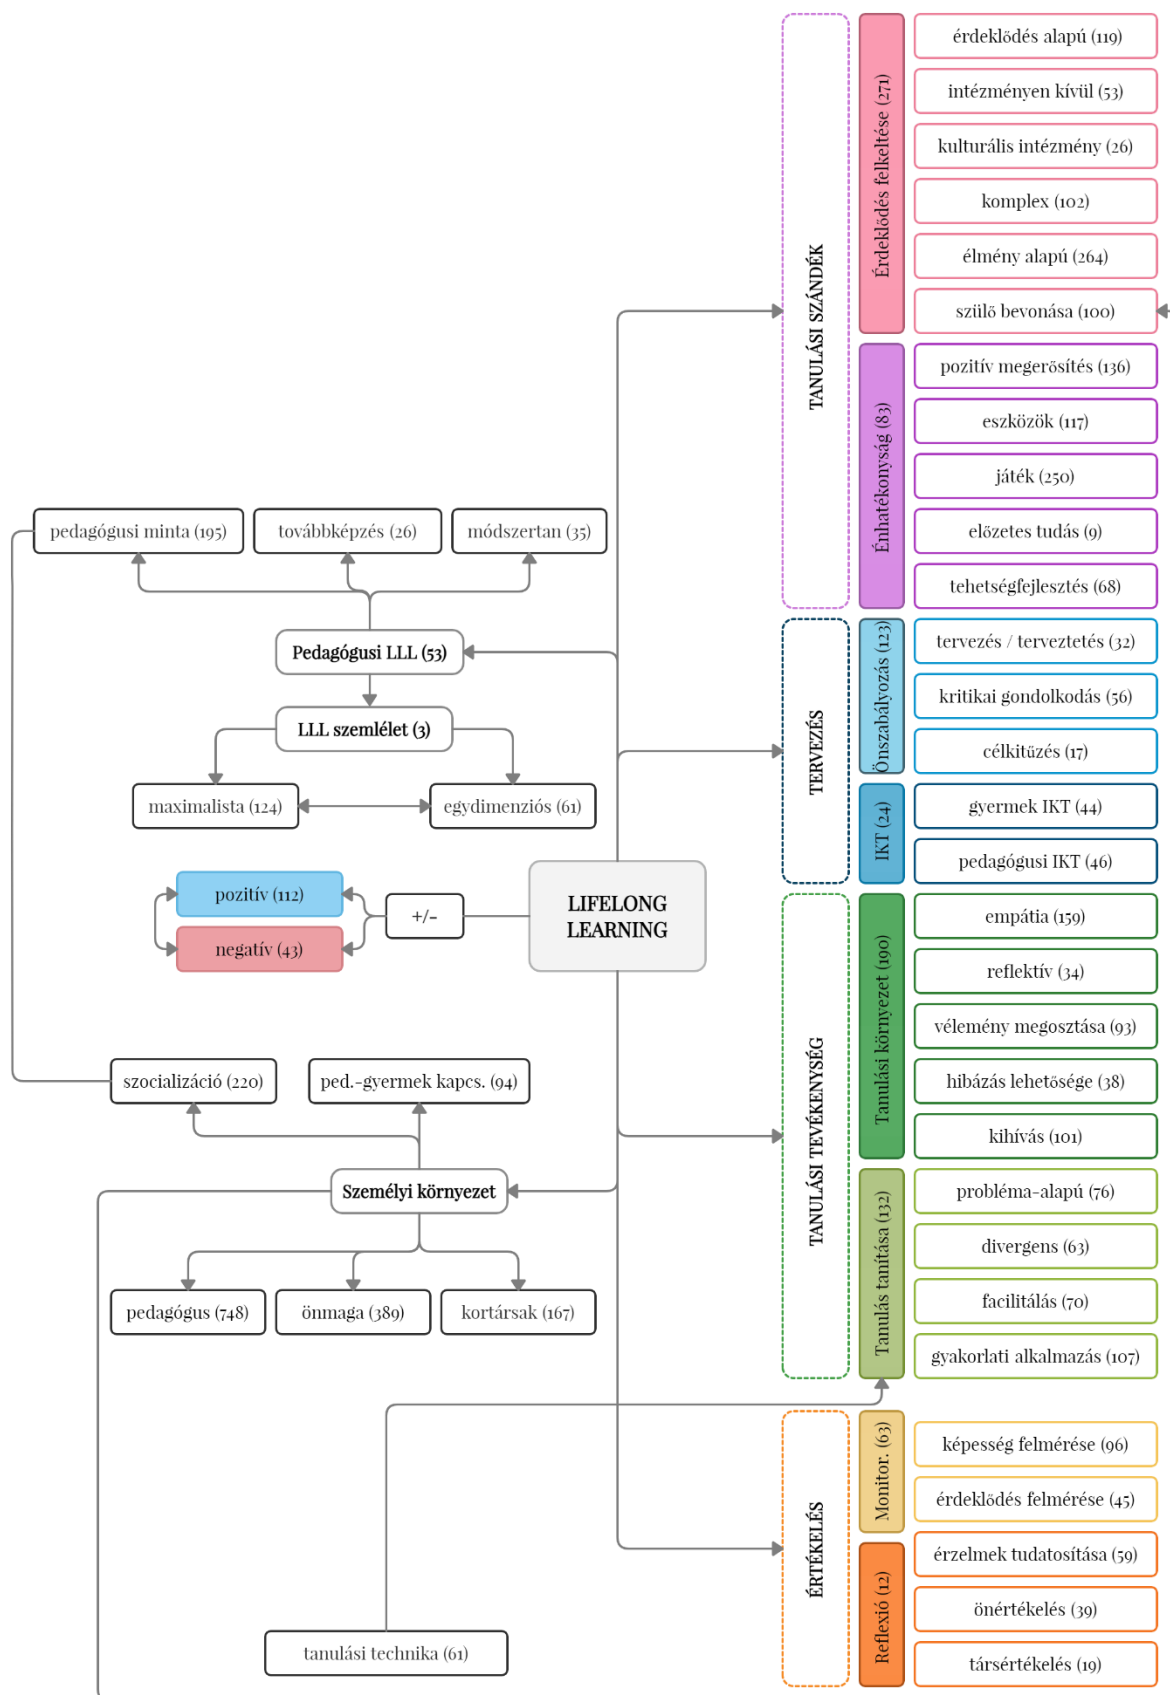 érdeklődés alapú (119)
intézményen kívül (53)
kulturális intézmény (26)
komplex (102)
élmény alapú (264)
szülő bevonása (100)
Érdeklődés felkeltése (271)
TANULÁSI SZÁNDÉK
pozitív megerősítés (136)
eszközök (117)
játék (250)
előzetes tudás (9)
tehetségfejlesztés (68)
Énhatékonyság (83)
pedagógusi minta (195)
továbbképzés (26)
módszertan (35)
Pedagógusi LLL (53)
LLL szemlélet (3)
maximalista (124)
egydimenziós (61)
TERVEZÉS
Önszabályozás (123)
tervezés / terveztetés (32)
kritikai gondolkodás (56)
célkitűzés (17)
IKT (24)
gyermek IKT (44)
pedagógusi IKT (46)
pozitív (112)
negatív (43)
+/-
LIFELONG
LEARNING
TANULÁSI TEVÉKENYSÉG
Tanulási környezet (190)
empátia (159)
reflektív (34)
vélemény megosztása (93)
hibázás lehetősége (38)
kihívás (101)
szocializáció (220)
ped.-gyermek kapcs. (94)
Személyi környezet
pedagógus (748)
önmaga (389)
kortársak (167)
Tanulás tanítása (132)
probléma-alapú (76)
divergens (63)
facilitálás (70)
gyakorlati alkalmazás (107)
ÉRTÉKELÉS
Monitor. (63)
képesség felmérése (96)
érdeklődés felmérése (45)
Reflexió (12)
érzelmek tudatosítása (59)
önértékelés (39)
társértékelés (19)
tanulási technika (61)